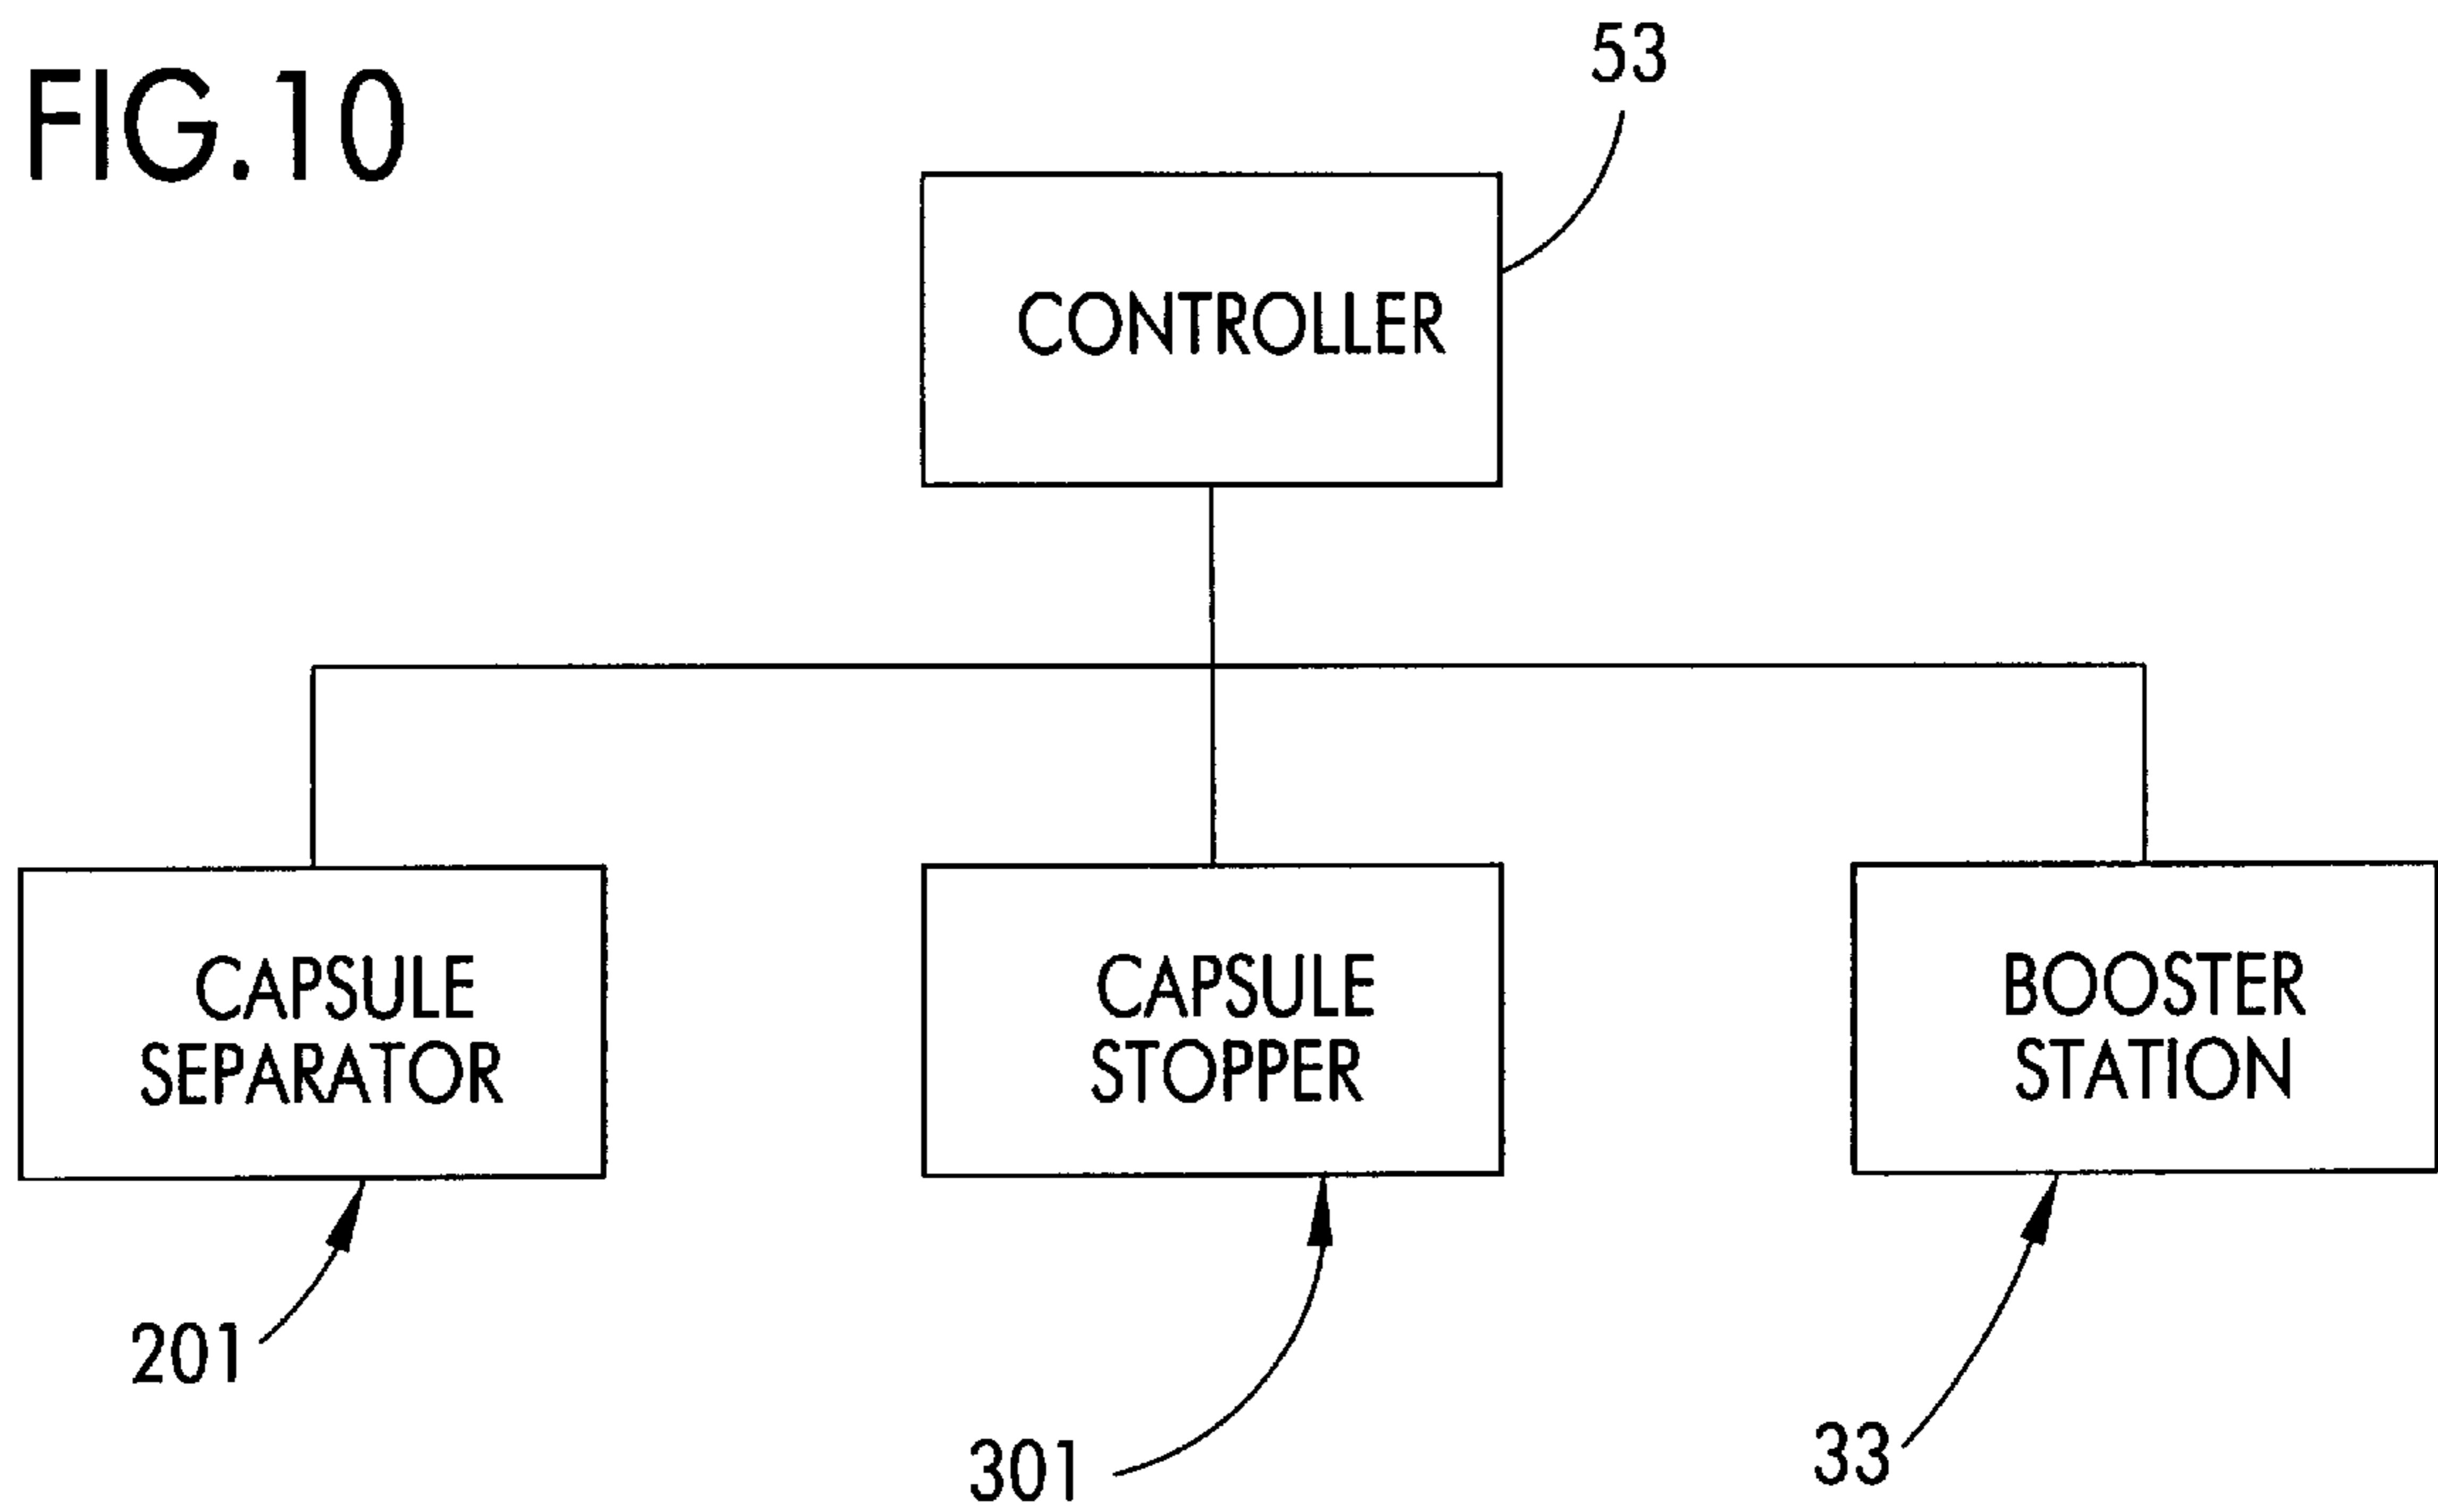 FIG.10
53
CONTROLLER
CAPSULE
SEPARATOR
CAPSULE
STOPPER
BOOSTER
STATION
201
301
33